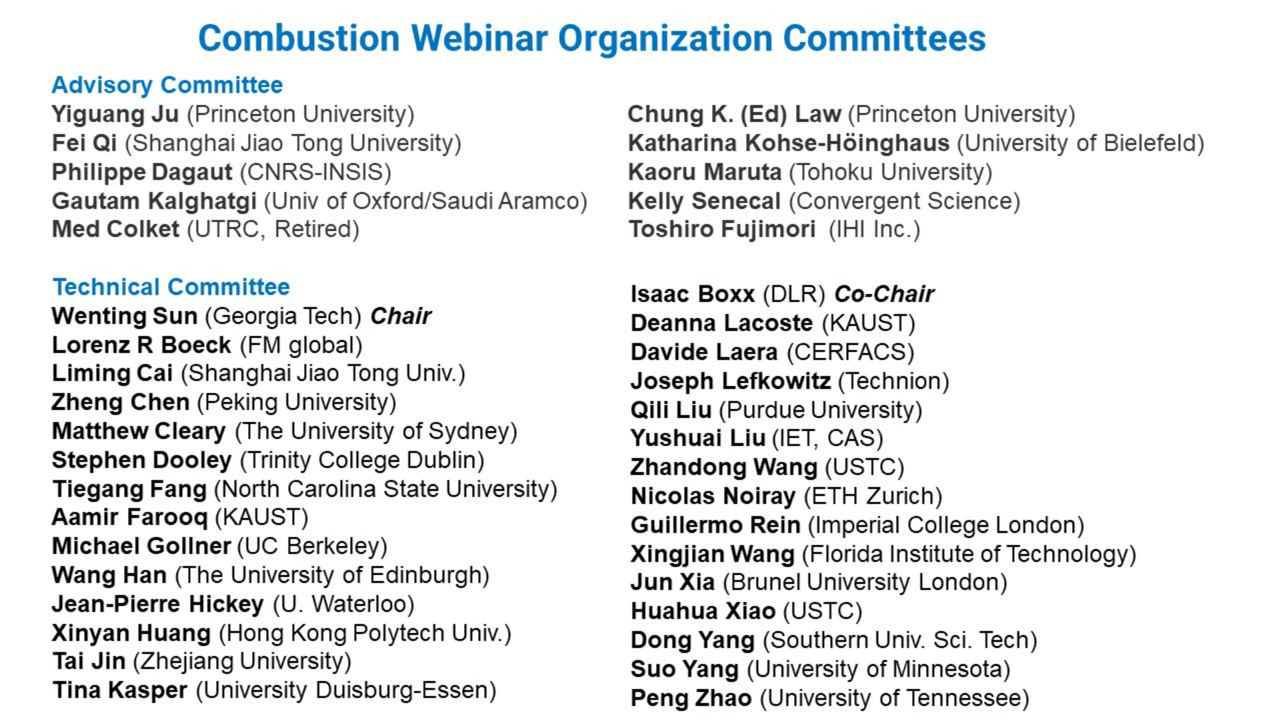 Combustion Webinar Organization Committees
Advisory Committee
Yiguang Ju (Princeton University)
Fei Qi (Shanghai Jiao Tong University)
Philippe Dagaut (CNRS-INSIS)
Gautam Kalghatgi (Univ of Oxford/Saudi Aramco)
Med Colket (UTRC, Retired)
Chung K. (Ed) Law (Princeton University)
Katharina Kohse-Höinghaus (University of Bielefeld)
Kaoru Maruta (Tohoku University)
Kelly Senecal (Convergent Science)
Toshiro Fujimori (IHI Inc.)
Technical Committee
Wenting Sun (Georgia Tech) Chair
Lorenz R Boeck (FM global)
Liming Cai (Shanghai Jiao Tong Univ.)
Zheng Chen (Peking University)
Matthew Cleary (The University of Sydney)
Stephen Dooley (Trinity College Dublin)
Tiegang Fang (North Carolina State University)
Aamir Farooq (KAUST)
Michael Gollner (UC Berkeley)
Wang Han (The University of Edinburgh)
Jean-Pierre Hickey (U. Waterloo)
Xinyan Huang (Hong Kong Polytech Univ.)
Tai Jin (Zhejiang University)
Tina Kasper (University Duisburg-Essen)
Isaac Boxx (DLR) Co-Chair
Deanna Lacoste (KAUST)
Davide Laera (CERFACS)
Joseph Lefkowitz (Technion)
Qili Liu (Purdue University)
Yushuai Liu (IET, CAS)
Zhandong Wang (USTC)
Nicolas Noiray (ETH Zurich)
Guillermo Rein (Imperial College London)
Xingjian Wang (Florida Institute of Technology)
Jun Xia (Brunel University London)
Huahua Xiao (USTC)
Dong Yang (Southern Univ. Sci. Tech)
Suo Yang (University of Minnesota)
Peng Zhao (University of Tennessee)